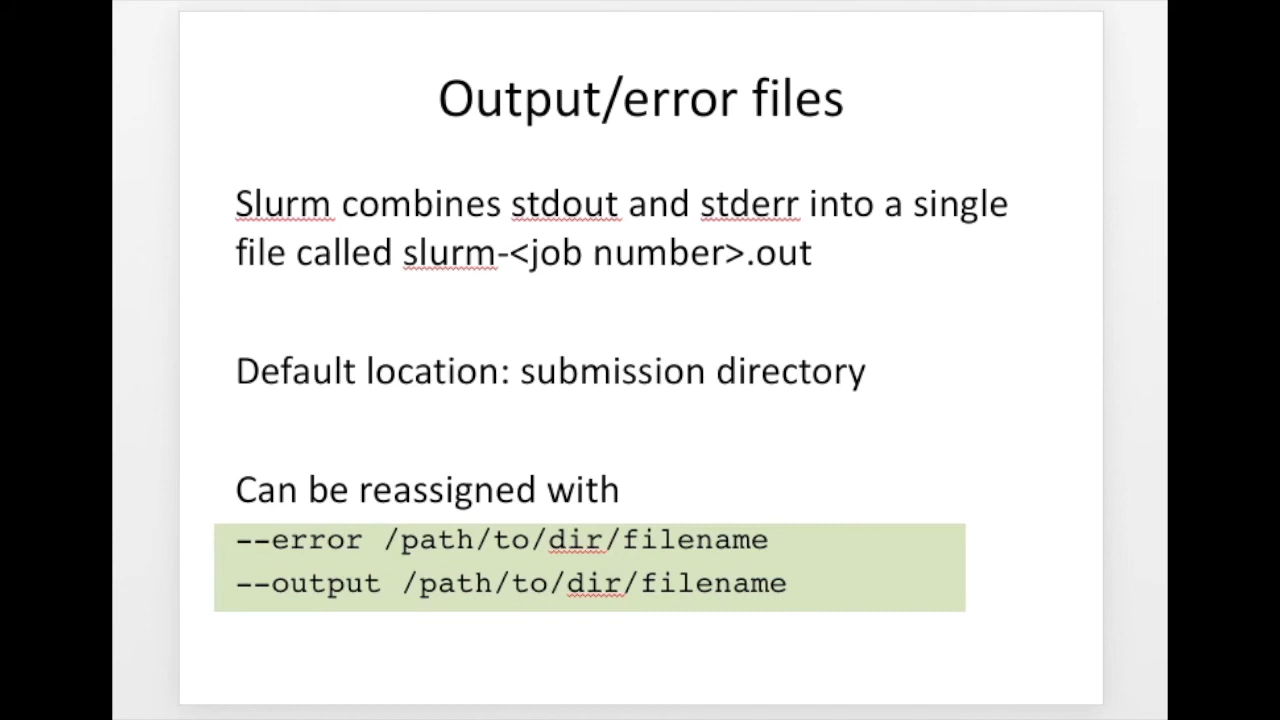 Output/error files
Slurm combines stdout and stderr into a single
file called slurm-<job number>.out
Default location: submission directory
Can be reassigned with
--error /path/to/dir/filename
--output /path/to/dir/filename